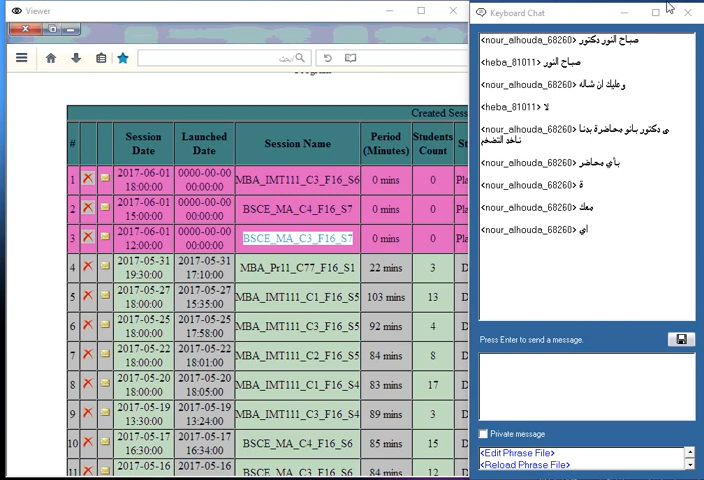 Viewer
ابحث
Program
Created Sess
# Session Date Launched Date Session Name Period (Minutes) Students Count St
1 2017-06-01 18:00:00 0000-00-00 00:00:00 MBA_IMT111_C3_F16_S6 0 mins 0 Pla
2 2017-06-01 15:00:00 0000-00-00 00:00:00 BSCE_MA_C4_F16_S7 0 mins 0 Pla
3 2017-06-01 12:00:00 0000-00-00 00:00:00 BSCE_MA_C3_F16_S7 0 mins 0 Pla
4 2017-05-31 19:30:00 2017-05-31 17:10:00 MBA_Pr11_C77_F16_S1 22 mins 3 D
5 2017-05-27 18:00:00 2017-05-27 15:35:00 MBA_IMT111_C1_F16_S5 103 mins 13 D
6 2017-05-25 18:00:00 2017-05-25 17:58:00 MBA_IMT111_C3_F16_S5 92 mins 4 D
7 2017-05-22 18:00:00 2017-05-22 18:01:00 MBA_IMT111_C2_F16_S5 84 mins 8 D
8 2017-05-20 18:00:00 2017-05-20 18:05:00 MBA_IMT111_C1_F16_S4 83 mins 17 D
9 2017-05-19 13:30:00 2017-05-19 13:24:00 MBA_IMT111_C3_F16_S4 89 mins 3 D
10 2017-05-17 16:30:00 2017-05-17 16:34:00 BSCE_MA_C4_F16_S6 85 mins 15 D
11 2017-05-16 2017-05-16 BSCE_MA_C3_F16_S6 84 mins 12 D
Keyboard Chat
<nour_alhouda_68260> صباح النور دكتور
<heba_81011> صباح النور
<nour_alhouda_68260> وعليك ان شاله
<heba_81011> لا
<nour_alhouda_68260> ى دكتور بانو محاضرة بدنا
ناخد التضخم
<nour_alhouda_68260> بأي محاضر
<nour_alhouda_68260> ة
<nour_alhouda_68260> معك
<nour_alhouda_68260> اي
Press Enter to send a message.
Private message
<Edit Phrase File>
<Reload Phrase File>